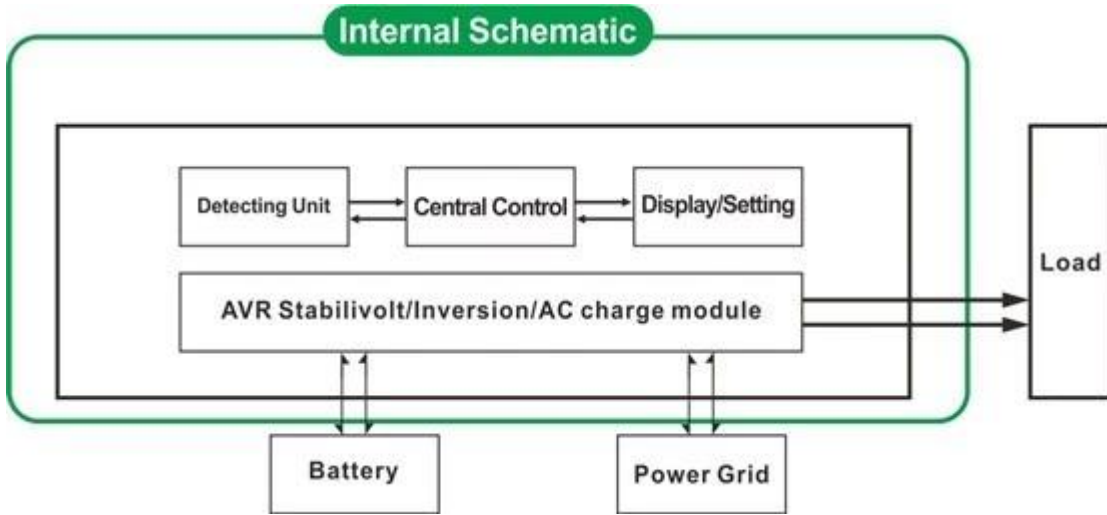 Internal Schematic
Detecting Unit
Central Control
Display/Setting
Load
AVR Stabilivolt/Inversion/AC charge module
Battery
Power Grid